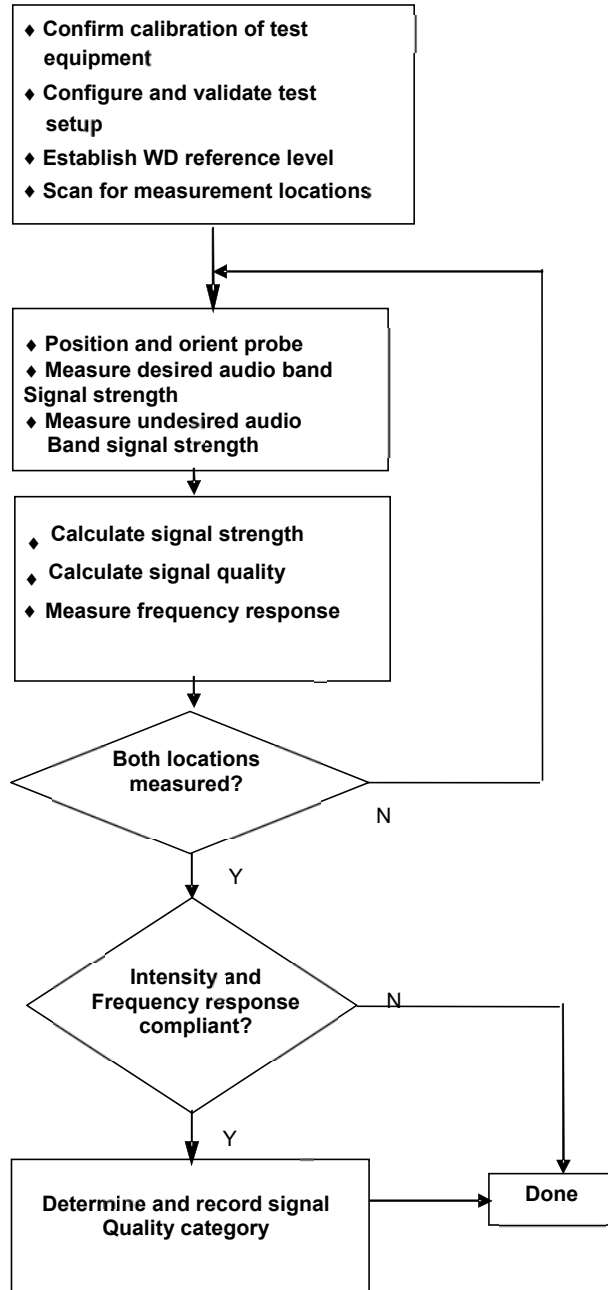 ♦ Confirm calibration of test
equipment
♦ Configure and validate test
setup
♦ Establish WD reference level
♦ Scan for measurement locations
♦ Position and orient probe
♦ Measure desired audio band
Signal strength
♦ Measure undesired audio
Band signal strength
♦ Calculate signal strength
♦ Calculate signal quality
♦ Measure frequency response
Both locations
measured?
N
Y
Intensity and
Frequency response
compliant?
N
Y
Determine and record signal
Quality category
Done